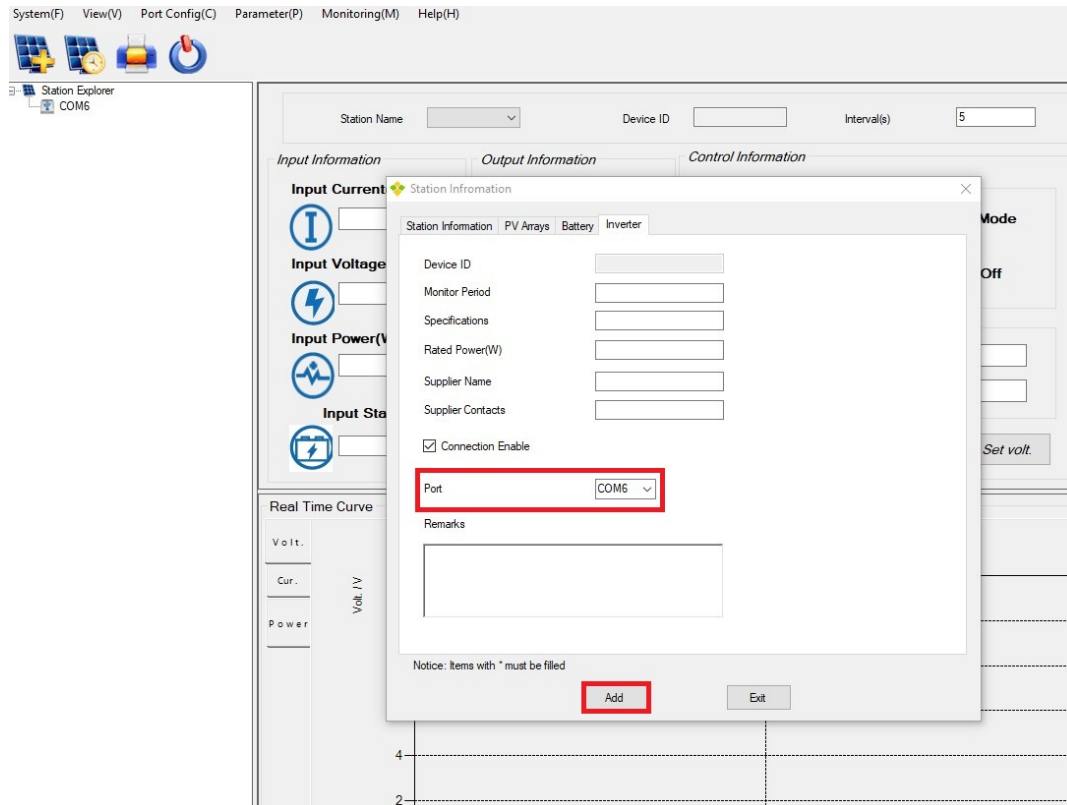 System(F) View(V) Port Config(C) Parameter(P) Monitoring(M) Help(H)
Station Explorer
COM6
Station Name Device ID Interval(s) 5
Input Information Output Information Control Information
Input Current
Station Infromation
Station Information PV Arrays Battery Inverter
Mode
Input Voltage
Device ID
Off
Monitor Period
Specifications
Input Power(
Rated Power(W)
Supplier Name
Input Sta
Supplier Contacts
Connection Enable
Set volt.
Port COM6
Real Time Curve
Remarks
Volt.
Cur.
Volt. / V
Power
Notice: Items with * must be filled
Add Exit
4
2